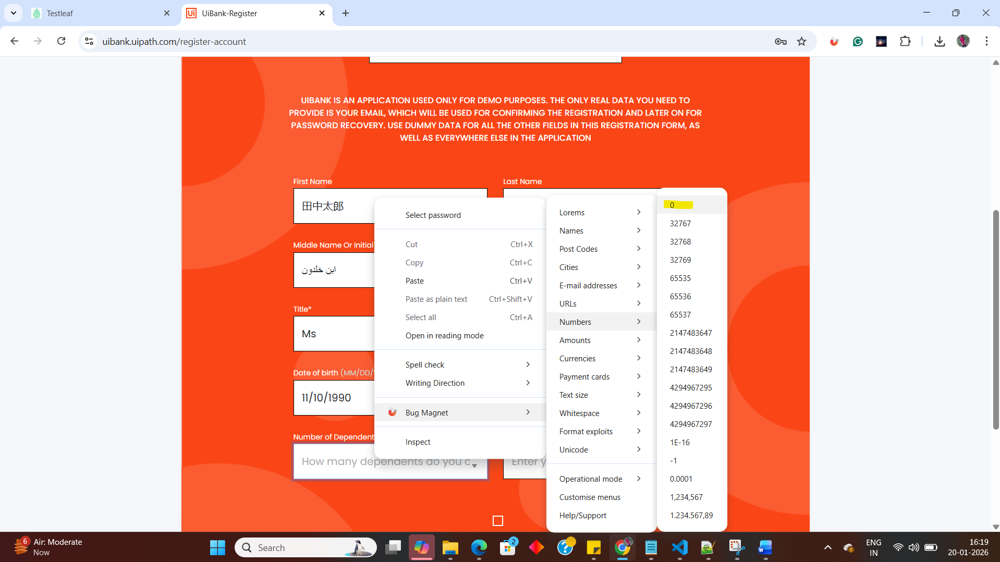 Testleaf
UiBank-Register
uibank.uipath.com/register-account
UIBANK IS AN APPLICATION USED ONLY FOR DEMO PURPOSES. THE ONLY REAL DATA YOU NEED TO
PROVIDE IS YOUR EMAIL, WHICH WILL BE USED FOR CONFIRMING THE REGISTRATION AND LATER ON FOR
PASSWORD RECOVERY. USE DUMMY DATA FOR ALL THE OTHER FIELDS IN THIS REGISTRATION FORM, AS
WELL AS EVERYWHERE ELSE IN THE APPLICATION
First Name
田中太郎
Last Name
Middle Name Or Initial
ابن خلدون
Title*
Ms
Date of birth (MM/DD/
11/10/1990
Number of Dependent
How many dependents do you
Enter y
Select password
Cut Ctrl+X
Copy Ctrl+C
Paste Ctrl+V
Paste as plain text Ctrl+Shift+V
Select all Ctrl+A
Open in reading mode
Spell check
Writing Direction
Bug Magnet
Inspect
Lorems
Names
Post Codes
Cities
E-mail addresses
URLs
Numbers
Amounts
Currencies
Payment cards
Text size
Whitespace
Format exploits
Unicode
Operational mode
Customise menus
Help/Support
0
32767
32768
32769
65535
65536
65537
2147483647
2147483648
2147483649
4294967295
4294967296
4294967297
1E-16
-1
0.0001
1,234,567
1.234.567,89
6
Air: Moderate
Now
Search
2
ENG
IN
16:19
20-01-2026